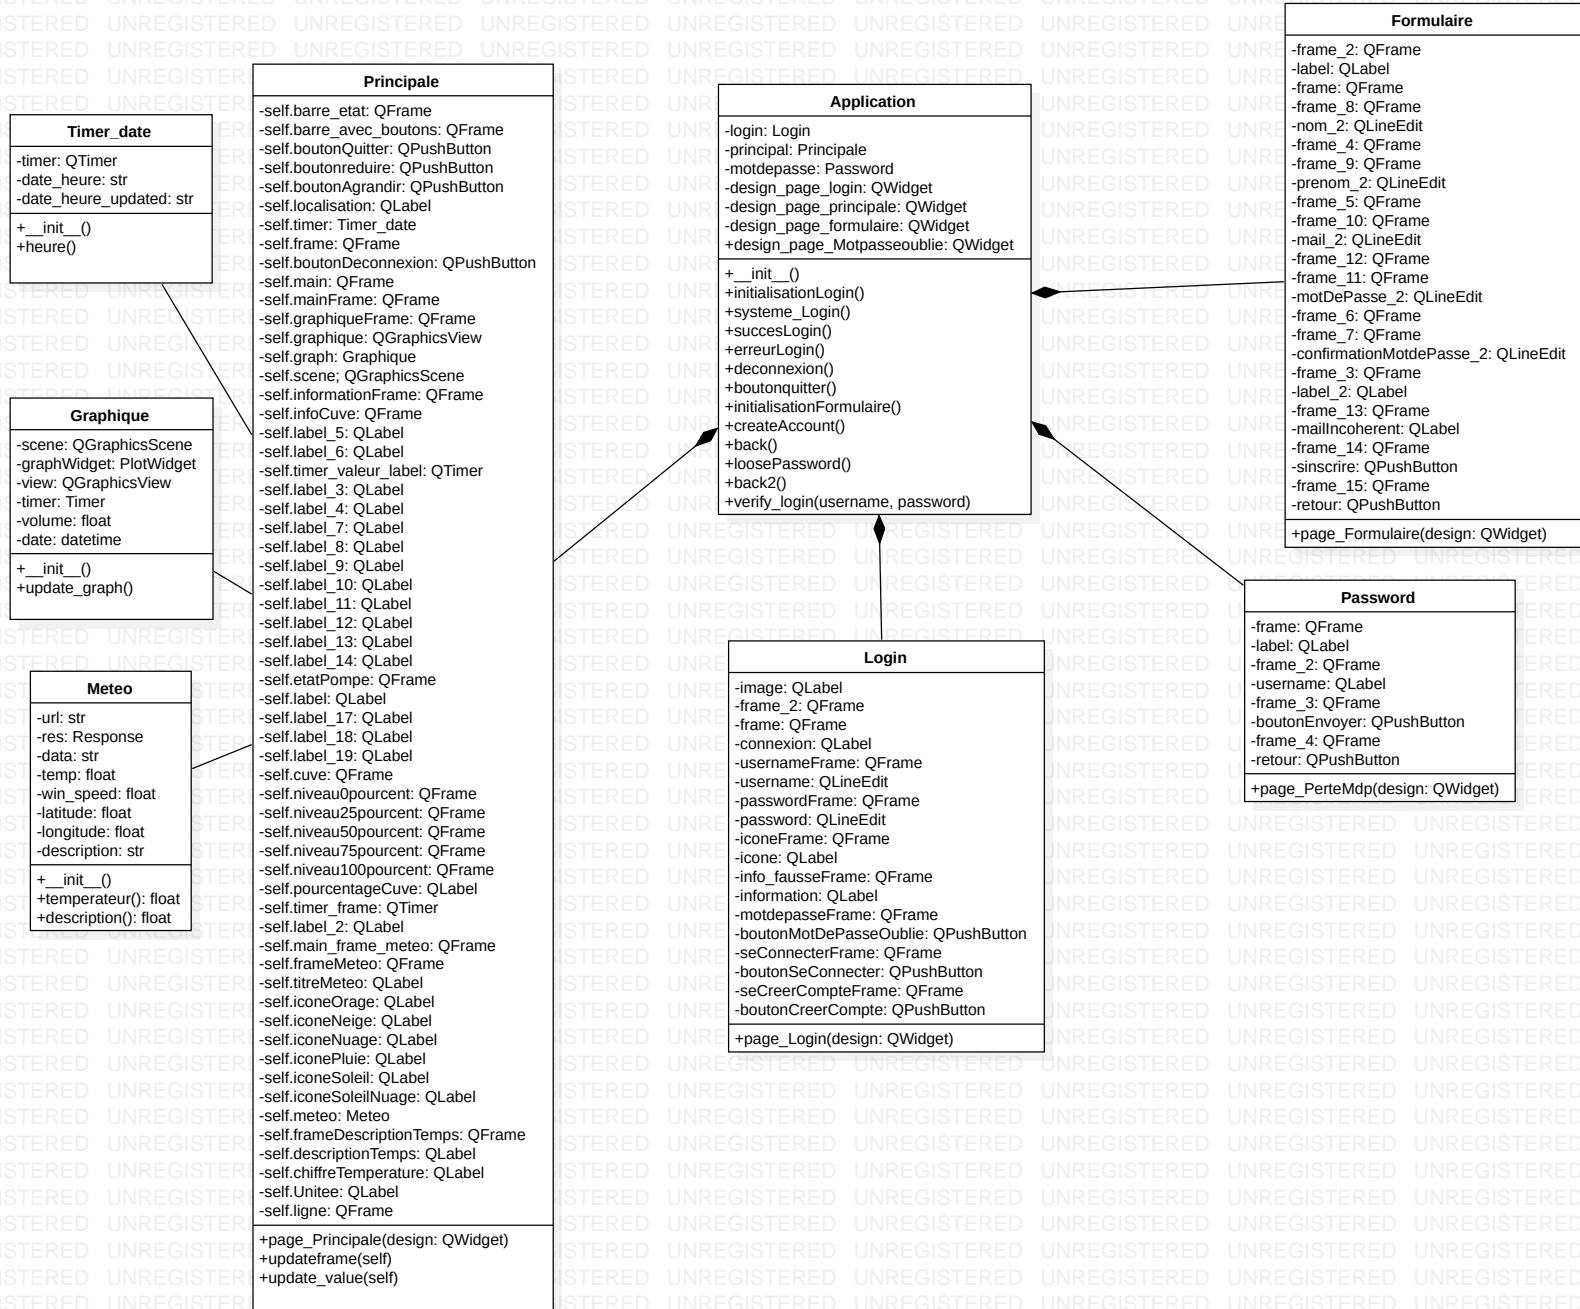 Timer_date
-timer: QTimer
-date_heure: str
-date_heure_updated: str
+__init__()
+heure()
Graphique
-scene: QGraphicsScene
-graphWidget: PlotWidget
-view: QGraphicsView
-timer: Timer
-volume: float
-date: datetime
+__init__()
+update_graph()
Meteo
-url: str
-res: Response
-data: str
-temp: float
-win_speed: float
-latitude: float
-longitude: float
-description: str
+__init__()
+temperateur(): float
+description(): float
Principale
-self.barre_etat: QFrame
-self.barre_avec_boutons: QFrame
-self.boutonQuitter: QPushButton
-self.boutonreduire: QPushButton
-self.boutonAgrandir: QPushButton
-self.localisation: QLabel
-self.timer: Timer_date
-self.frame: QFrame
-self.boutonDeconnexion: QPushButton
-self.main: QFrame
-self.mainFrame: QFrame
-self.graphiqueFrame: QFrame
-self.graphique: QGraphicsView
-self.graph: Graphique
-self.scene; QGraphicsScene
-self.informationFrame: QFrame
-self.infoCuve: QFrame
-self.label_5: QLabel
-self.label_6: QLabel
-self.timer_valeur_label: QTimer
-self.label_3: QLabel
-self.label_4: QLabel
-self.label_7: QLabel
-self.label_8: QLabel
-self.label_9: QLabel
-self.label_10: QLabel
-self.label_11: QLabel
-self.label_12: QLabel
-self.label_13: QLabel
-self.label_14: QLabel
-self.etatPompe: QFrame
-self.label: QLabel
-self.label_17: QLabel
-self.label_18: QLabel
-self.label_19: QLabel
-self.cuve: QFrame
-self.niveau0pourcent: QFrame
-self.niveau25pourcent: QFrame
-self.niveau50pourcent: QFrame
-self.niveau75pourcent: QFrame
-self.niveau100pourcent: QFrame
-self.pourcentageCuve: QLabel
-self.timer_frame: QTimer
-self.label_2: QLabel
-self.main_frame_meteo: QFrame
-self.frameMeteo: QFrame
-self.titreMeteo: QLabel
-self.iconeOrage: QLabel
-self.iconeNeige: QLabel
-self.iconeNuage: QLabel
-self.iconePluie: QLabel
-self.iconeSoleil: QLabel
-self.iconeSoleilNuage: QLabel
-self.meteo: Meteo
-self.frameDescriptionTemps: QFrame
-self.descriptionTemps: QLabel
-self.chiffreTemperature: QLabel
-self.Unitee: QLabel
-self.ligne: QFrame
+page_Principale(design: QWidget)
+updateframe(self)
+update_value(self)
Application
-login: Login
-principal: Principale
-motdepasse: Password
-design_page_login: QWidget
-design_page_principale: QWidget
-design_page_formulaire: QWidget
+design_page_Motpasseoublie: QWidget
+__init__()
+initialisationLogin()
+systeme_Login()
+succesLogin()
+erreurLogin()
+deconnexion()
+boutonquitter()
+initialisationFormulaire()
+createAccount()
+back()
+loosePassword()
+back2()
+verify_login(username, password)
Login
-image: QLabel
-frame_2: QFrame
-frame: QFrame
-connexion: QLabel
-usernameFrame: QFrame
-username: QLineEdit
-passwordFrame: QFrame
-password: QLineEdit
-iconeFrame: QFrame
-icone: QLabel
-info_fausseFrame: QFrame
-information: QLabel
-motdepasseFrame: QFrame
-boutonMotDePasseOublie: QPushButton
-seConnecterFrame: QFrame
-boutonSeConnecter: QPushButton
-seCreerCompteFrame: QFrame
-boutonCreerCompte: QPushButton
+page_Login(design: QWidget)
Formulaire
-frame_2: QFrame
-label: QLabel
-frame: QFrame
-frame_8: QFrame
-nom_2: QLineEdit
-frame_4: QFrame
-frame_9: QFrame
-prenom_2: QLineEdit
-frame_5: QFrame
-frame_10: QFrame
-mail_2: QLineEdit
-frame_12: QFrame
-frame_11: QFrame
-motDePasse_2: QLineEdit
-frame_6: QFrame
-frame_7: QFrame
-confirmationMotdePasse_2: QLineEdit
-frame_3: QFrame
-label_2: QLabel
-frame_13: QFrame
-mailIncoherent: QLabel
-frame_14: QFrame
-sinscrire: QPushButton
-frame_15: QFrame
-retour: QPushButton
+page_Formulaire(design: QWidget)
Password
-frame: QFrame
-label: QLabel
-frame_2: QFrame
-username: QLabel
-frame_3: QFrame
-boutonEnvoyer: QPushButton
-frame_4: QFrame
-retour: QPushButton
+page_PerteMdp(design: QWidget)